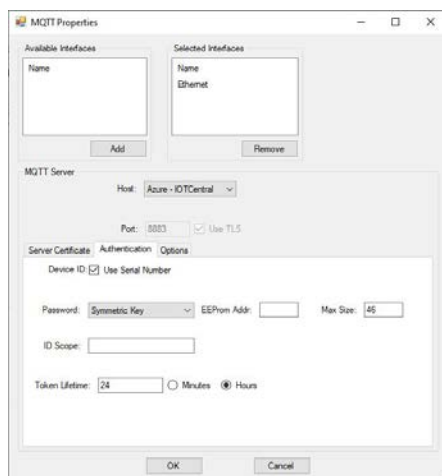 MQTT Properties
Available Interfaces
Selected Interfaces
Name
Name
Ethernet
Add
Remove
MQTT Server
Host: Azure - IOTCentral
Port: 8883 Use TLS
Server Certificate Authentication Options
Device ID: Use Serial Number
Password: Symmetric Key EEProm Addr: Max Size: 46
ID Scope:
Token Lifetime: 24 Minutes Hours
OK Cancel